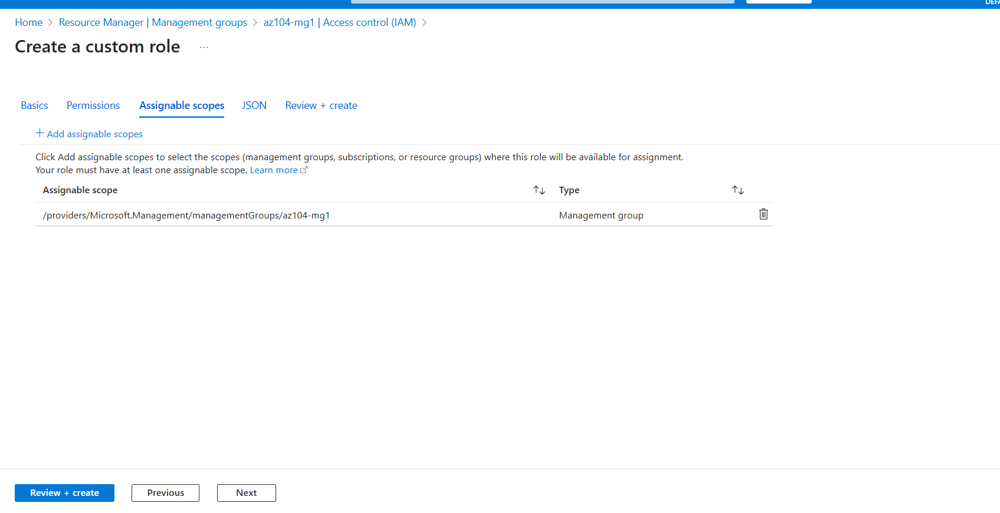 Home > Resource Manager | Management groups > az104-mg1 | Access control (IAM) >
Create a custom role ...
Basics Permissions Assignable scopes JSON Review + create
+ Add assignable scopes
Click Add assignable scopes to select the scopes (management groups, subscriptions, or resource groups) where this role will be available for assignment.
Your role must have at least one assignable scope. Learn more
Assignable scope ↑↓ Type ↑↓
/providers/Microsoft.Management/managementGroups/az104-mg1 Management group
Review + create Previous Next